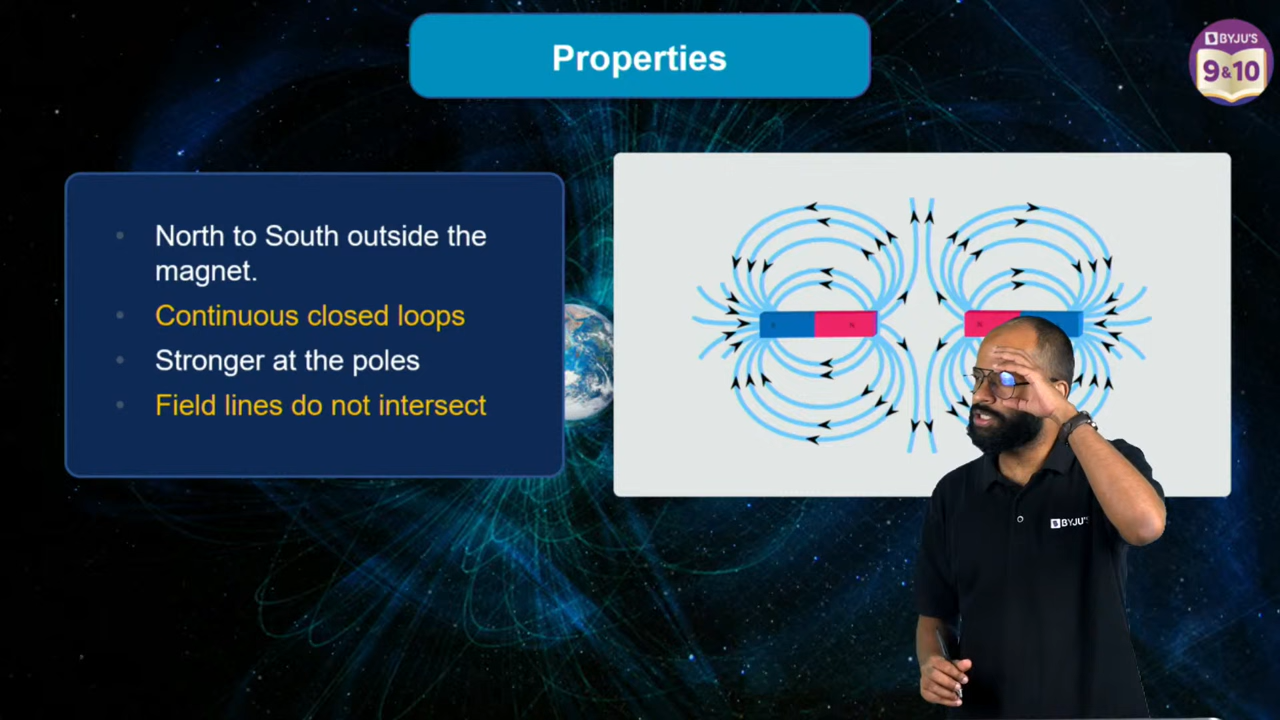 Properties
BYJU'S
9&10
North to South outside the
magnet.
Continuous closed loops
Stronger at the poles
Field lines do not intersect
N
N
BYJU'S